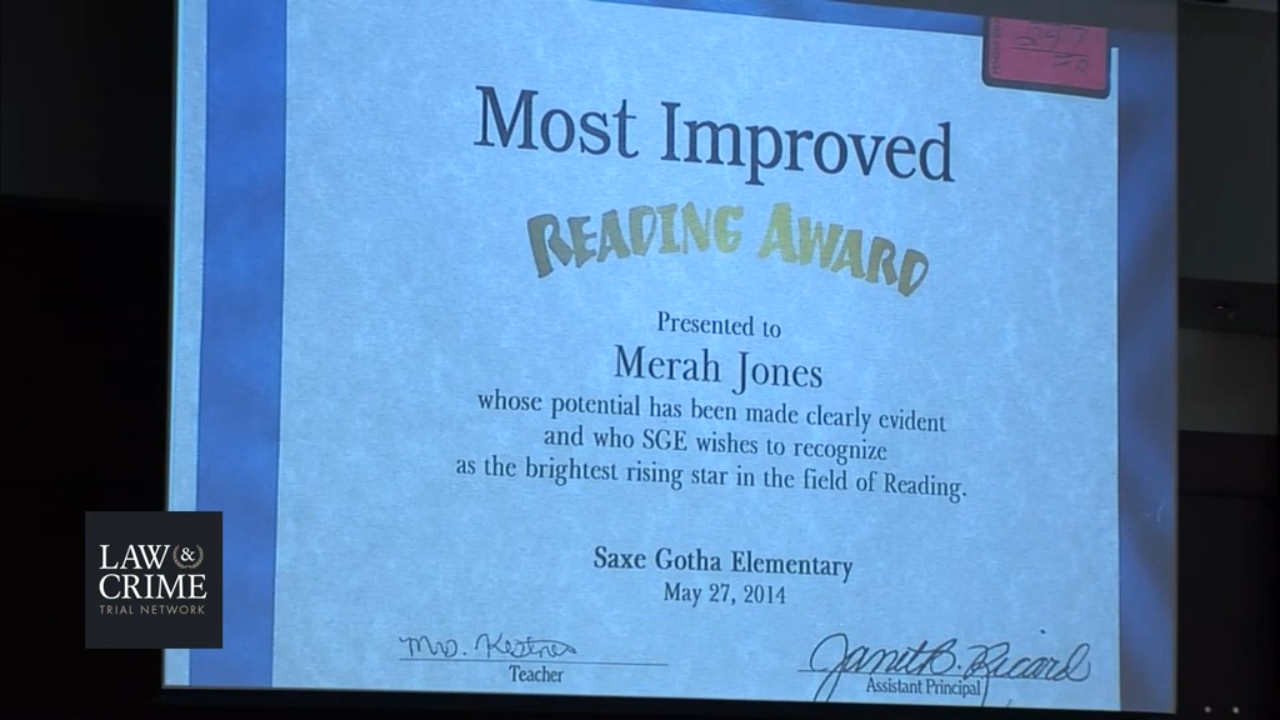 Most Improved
READING AWARD
Presented to
Merah Jones
whose potential has been made clearly evident
and who SGE wishes to recognize
as the brightest rising star in the field of Reading.
Saxe Gotha Elementary
May 27, 2014
Teacher
Janet B. Ricard
Assistant Principal
LAW &
CRIME
TRIAL NETWORK